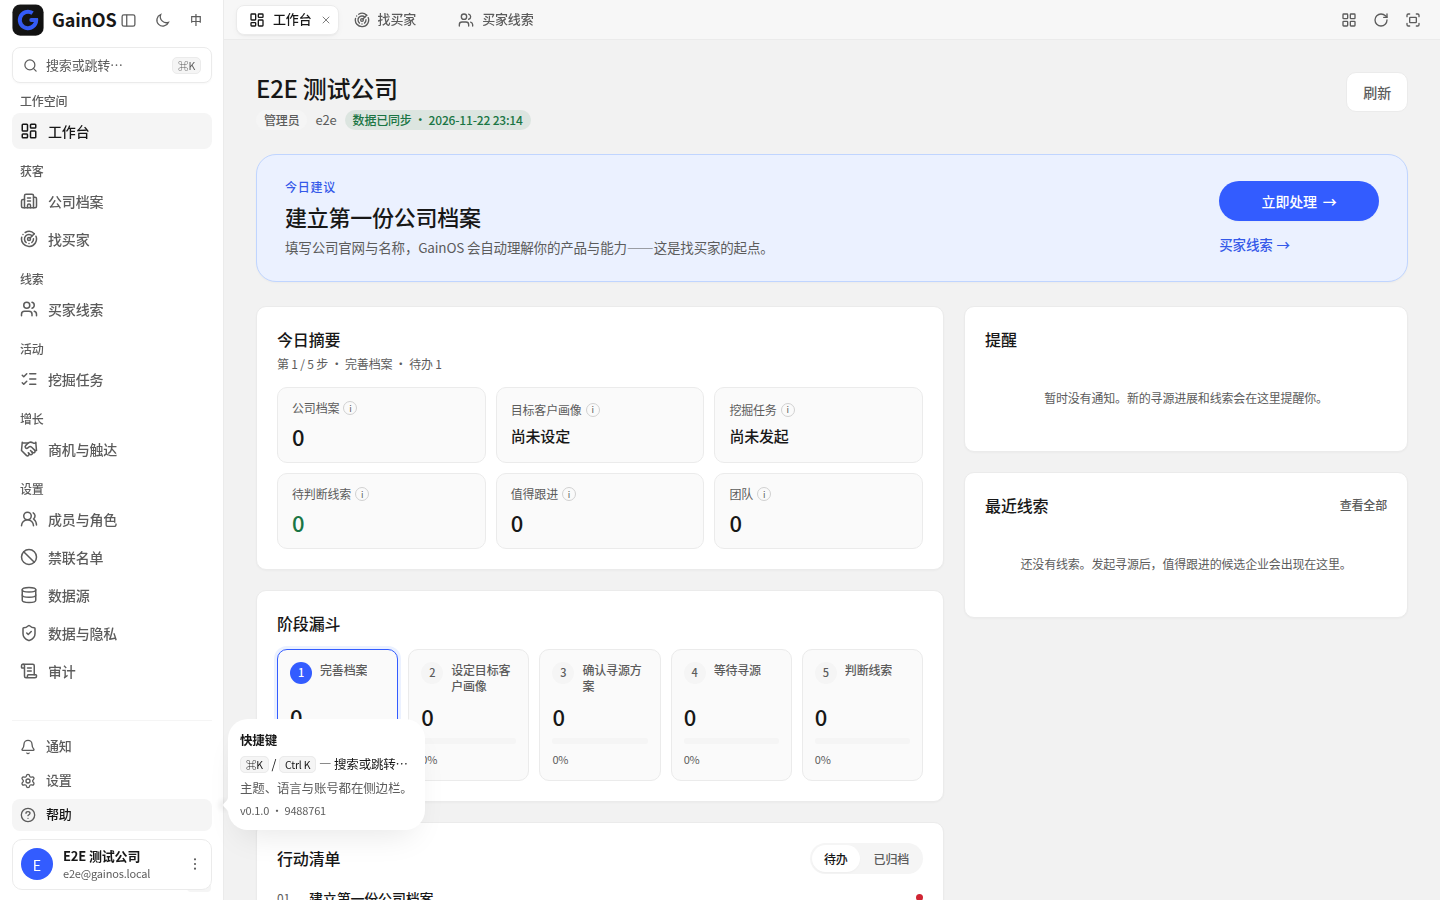 GainOS
中
搜索或跳转…
⌘K
工作空间
工作台
获客
公司档案
找买家
线索
买家线索
活动
挖掘任务
增长
商机与触达
设置
成员与角色
禁联名单
数据源
数据与隐私
审计
通知
设置
帮助
E
E2E 测试公司
e2e@gainos.local
工作台
找买家
买家线索
E2E 测试公司
管理员 e2e 数据已同步 · 2026-11-22 23:14
刷新
今日建议
建立第一份公司档案
填写公司官网与名称，GainOS 会自动理解你的产品与能力——这是找买家的起点。
立即处理 →
买家线索 →
今日摘要
第 1 / 5 步 · 完善档案 · 待办 1
公司档案
0
目标客户画像
尚未设定
挖掘任务
尚未发起
待判断线索
0
值得跟进
0
团队
0
提醒
暂时没有通知。新的寻源进展和线索会在这里提醒你。
最近线索
查看全部
还没有线索。发起寻源后，值得跟进的候选企业会出现在这里。
阶段漏斗
1 完善档案
0
2 设定目标客
户画像
0
0%
3 确认寻源方
案
0
0%
4 等待寻源
0
0%
5 判断线索
0
0%
快捷键
⌘K / Ctrl K — 搜索或跳转…
主题、语言与账号都在侧边栏。
v0.1.0 · 9488761
行动清单
待办
已归档
01 建立第一份公司档案